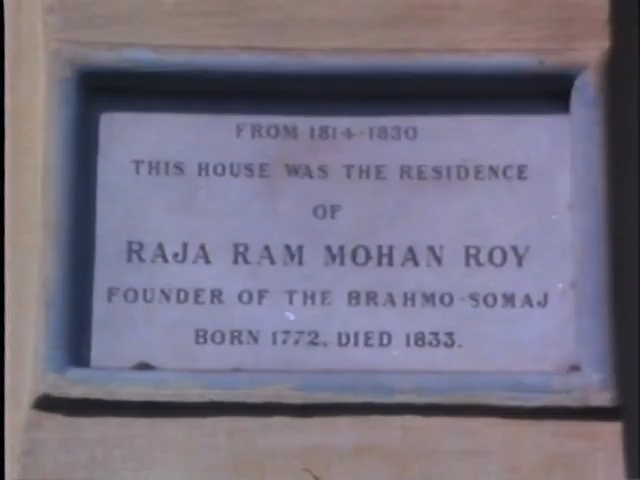 FROM 1814-1830
THIS HOUSE WAS THE RESIDENCE
OF
RAJA RAM MOHAN ROY
FOUNDER OF THE BRAHMO-SOMAJ
BORN 1772, DIED 1833.